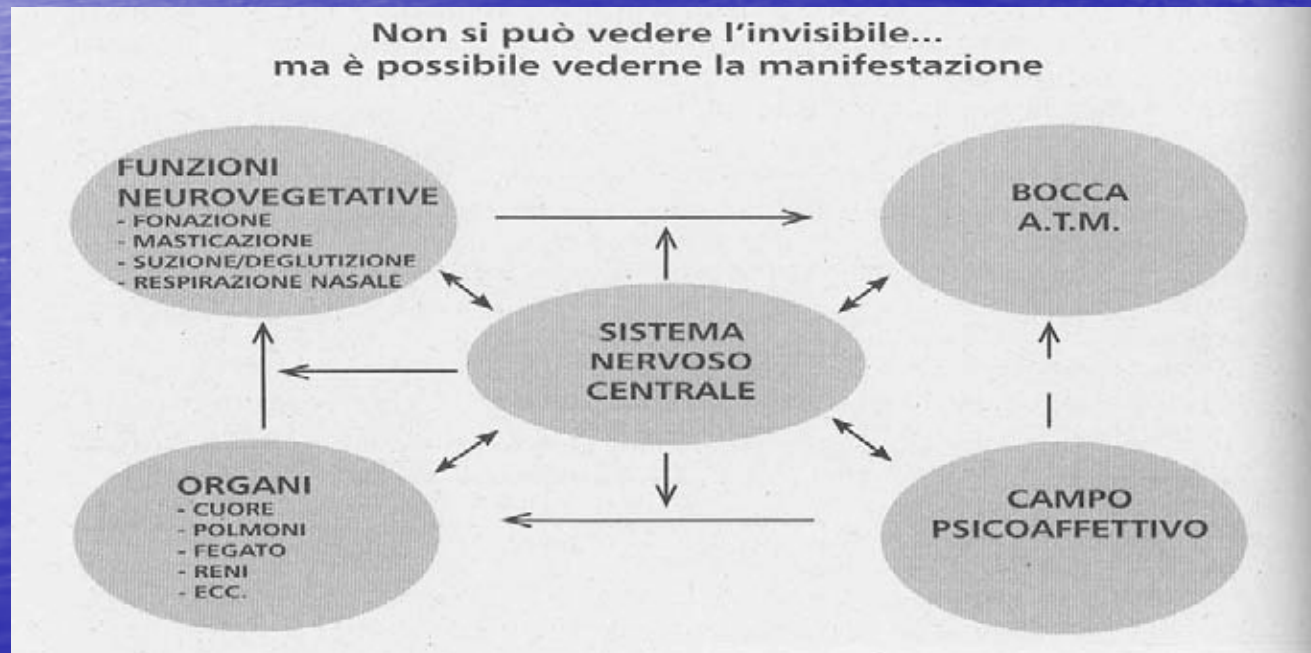 Non si può vedere l'invisibile...
ma è possibile vederne la manifestazione
FUNZIONI
NEUROVEGETATIVE
- FONAZIONE
- MASTICAZIONE
- SUZIONE/DEGLUTIZIONE
- RESPIRAZIONE NASALE
BOCCA
A.T.M.
SISTEMA
NERVOSO
CENTRALE
ORGANI
- CUORE
- POLMONI
- FEGATO
- RENI
- ECC.
CAMPO
PSICOAFFETTIVO